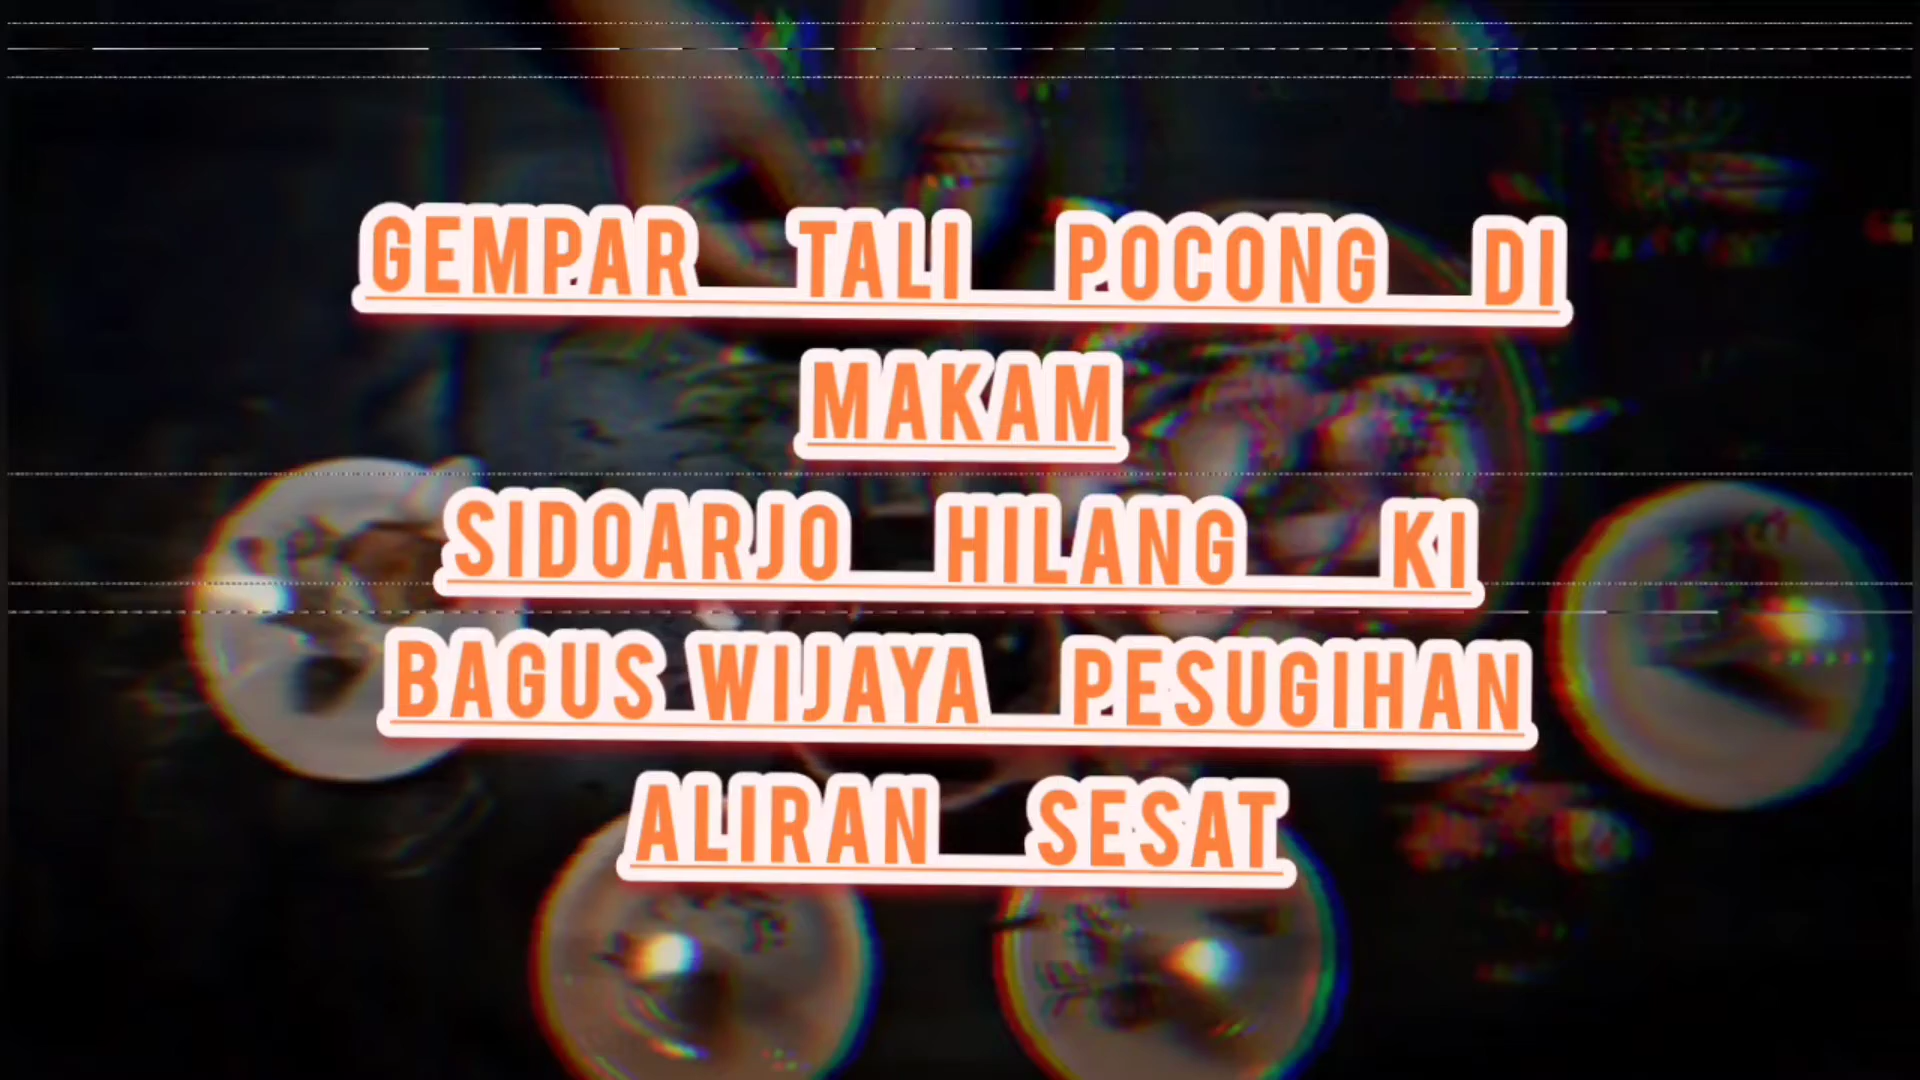 GEMPAR TALI POCONG DI
MAKAM
SIDOARJO HILANG KI
BAGUS WIJAYA PESUGIHAN
ALIRAN SESAT